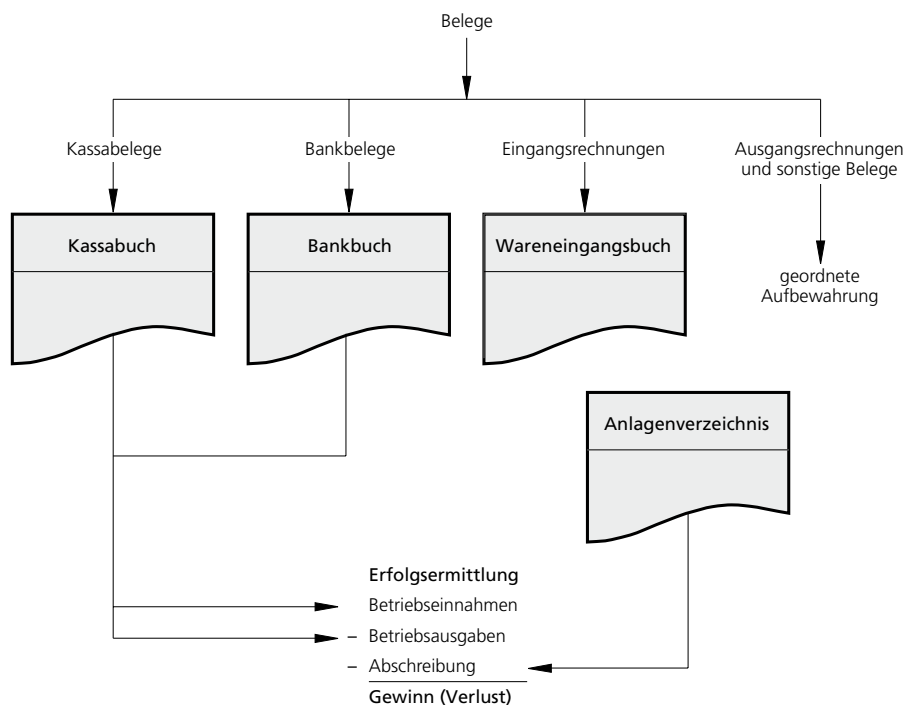 Belege
Kassabelege
Bankbelege
Eingangsrechnungen
Ausgangsrechnungen
und sonstige Belege
Kassabuch
Bankbuch
Wareneingangsbuch
geordnete
Aufbewahrung
Anlagenverzeichnis
Erfolgsermittlung
Betriebseinnahmen
– Betriebsausgaben
– Abschreibung
Gewinn (Verlust)